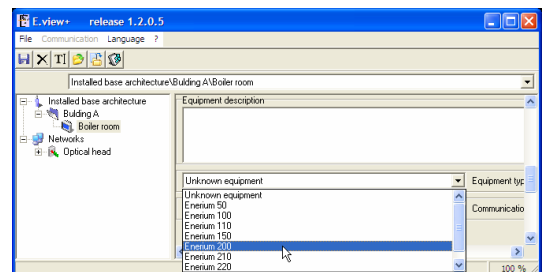 E.view+ release 1.2.0.5
File Communication Language ?
Installed base architecture\Bulding A\Boiler room
Installed base architecture
Bulding A
Boiler room
Networks
Optical head
Equipment description
Unknown equipment
Equipment typ
Unknown equipment
Enerium 50
Enerium 100
Enerium 110
Enerium 150
Enerium 200
Enerium 210
Enerium 220
Communicatio
100 %